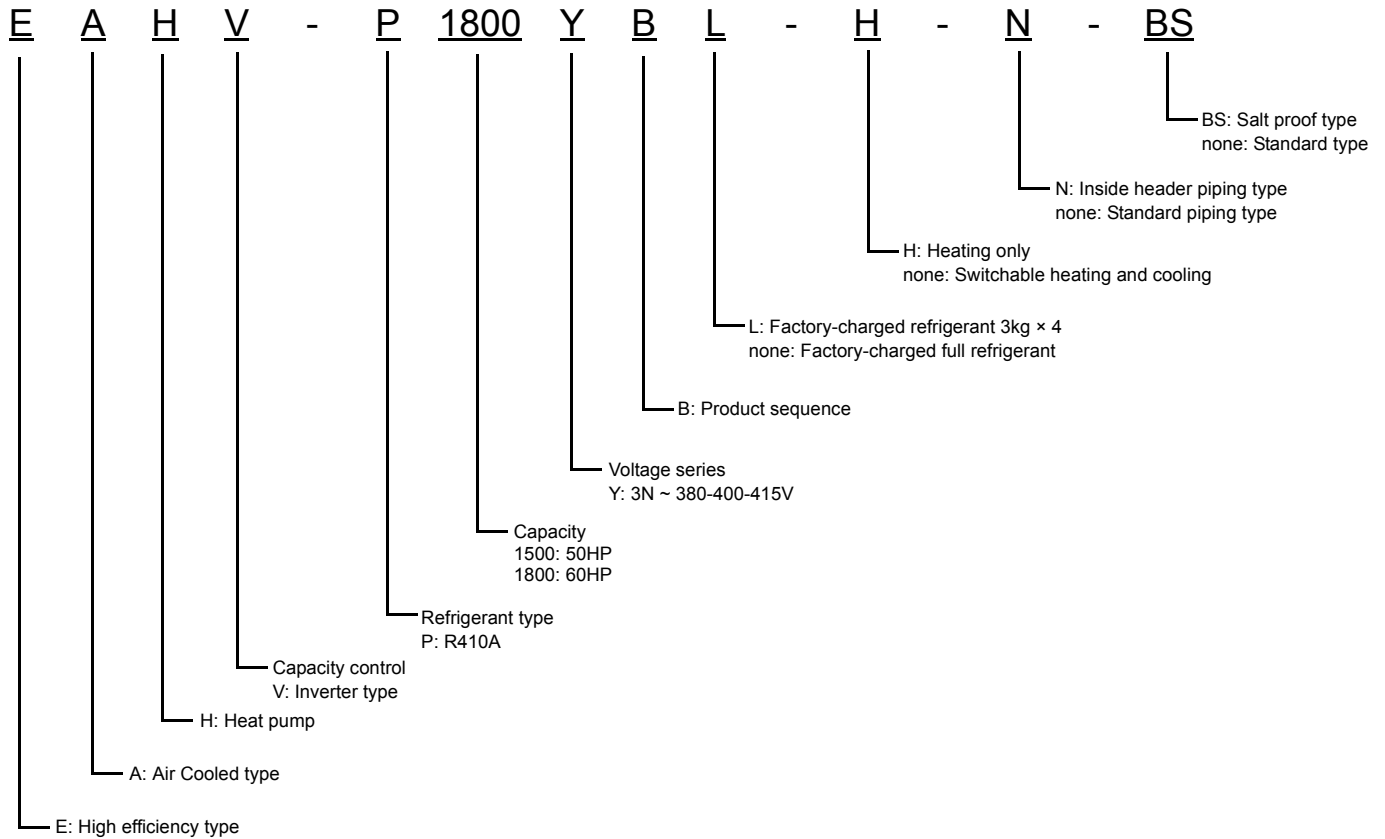 E A H V - P 1800 Y B L - H - N - BS
BS: Salt proof type
none: Standard type
N: Inside header piping type
none: Standard piping type
H: Heating only
none: Switchable heating and cooling
L: Factory-charged refrigerant 3kg × 4
none: Factory-charged full refrigerant
B: Product sequence
Voltage series
Y: 3N ~ 380-400-415V
Capacity
1500: 50HP
1800: 60HP
Refrigerant type
P: R410A
Capacity control
V: Inverter type
H: Heat pump
A: Air Cooled type
E: High efficiency type